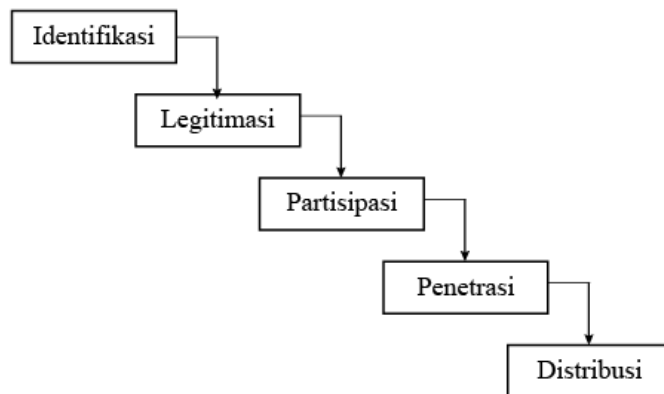 Identifikasi
Legitimasi
Partisipasi
Penetrasi
Distribusi